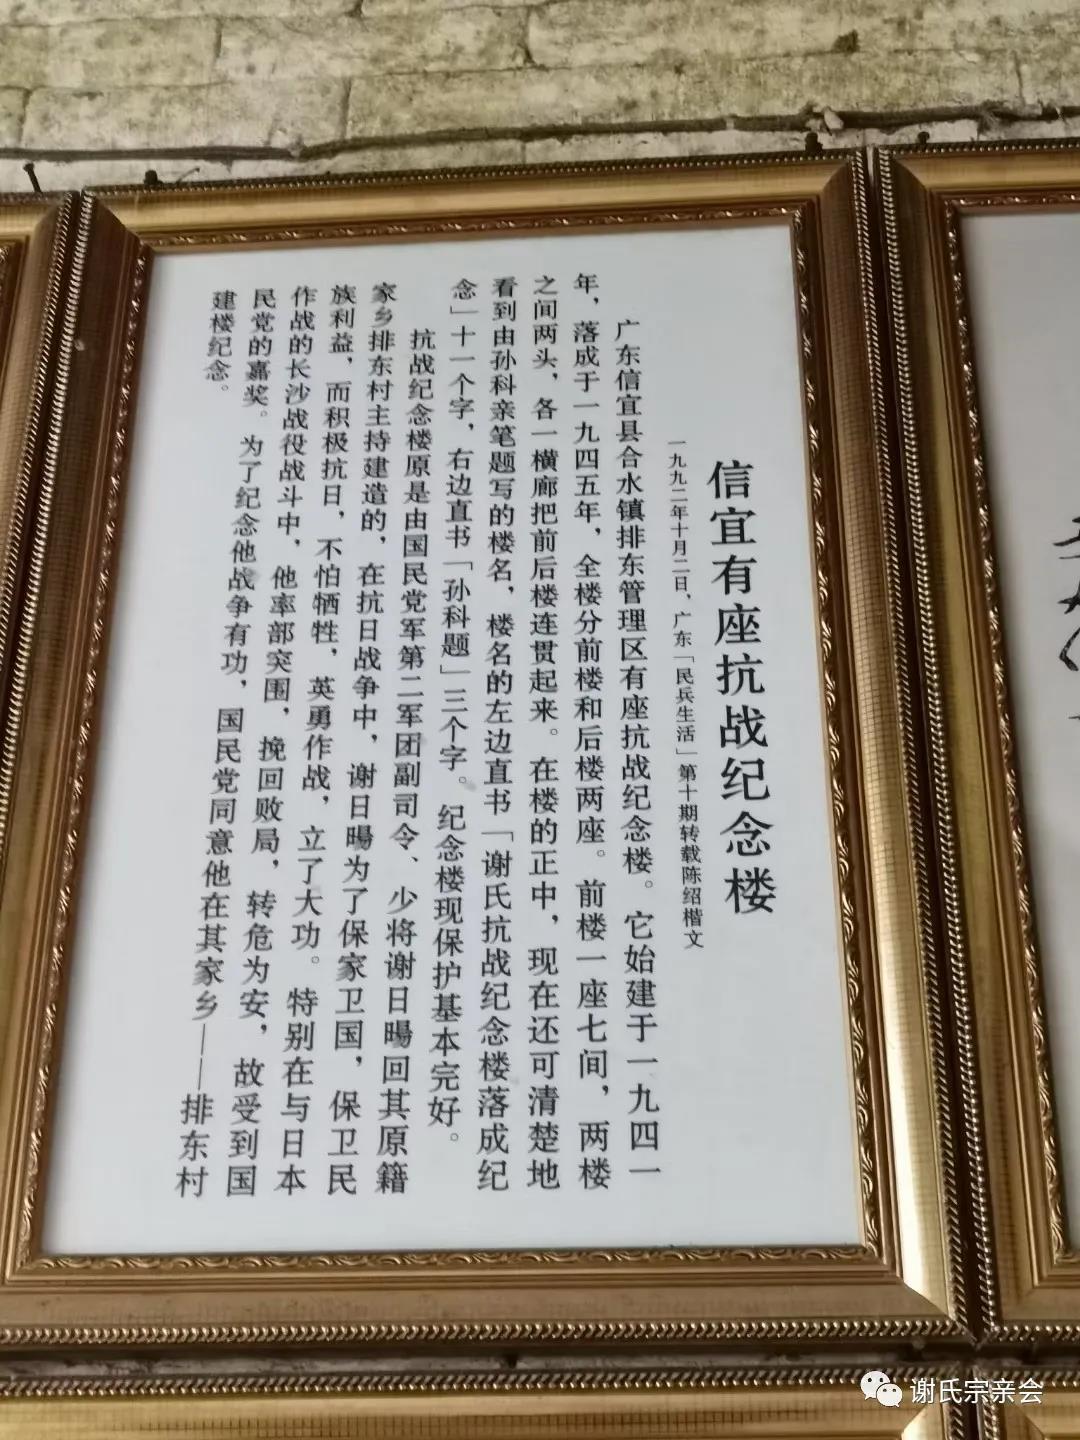 信宜有座抗战纪念楼
一九九二年十月二日、广东「民兵生活」第十期转载陈绍楷文
广东信宜县合水镇排东管理区有座抗战纪念楼。它始建于一九四一
年，落成于一九四五年，全楼分前楼和后楼两座。前楼一座七间，两楼
之间两头，各一横廊把前后楼连贯起来。在楼的正中，现在还可清楚地
看到由孙科亲笔题写的楼名，楼名的左边直书「谢氏抗战纪念楼落成纪
念」十一个字，右边直书「孙科题」三个字。纪念楼现保护基本完好。
抗战纪念楼原是由国民党军第二军团副司令、少将谢日暘回其原籍
家乡排东村主持建造的，在抗日战争中，谢日暘为了保家卫国，保卫民
族利益，而积极抗日，不怕牺牲，英勇作战，立了大功。特别在与日本
作战的长沙战役战斗中，他率部突围，挽回败局，转危为安，故受到国
民党的嘉奖。为了纪念他战争有功，国民党同意他在其家乡——排东村
建楼纪念。
谢氏宗亲会